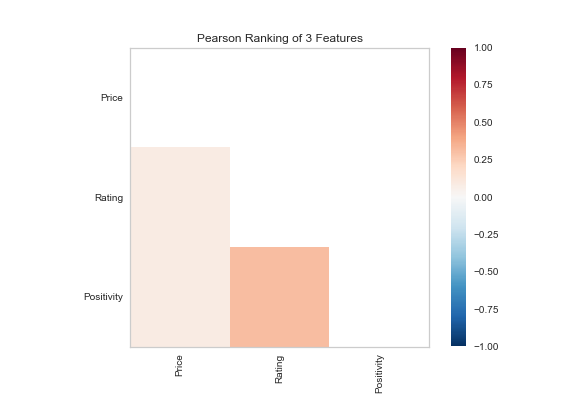 Pearson Ranking of 3 Features
Price
Rating
Positivity
Price
Rating
Positivity
1.00
0.75
0.50
0.25
0.00
−0.25
−0.50
−0.75
−1.00